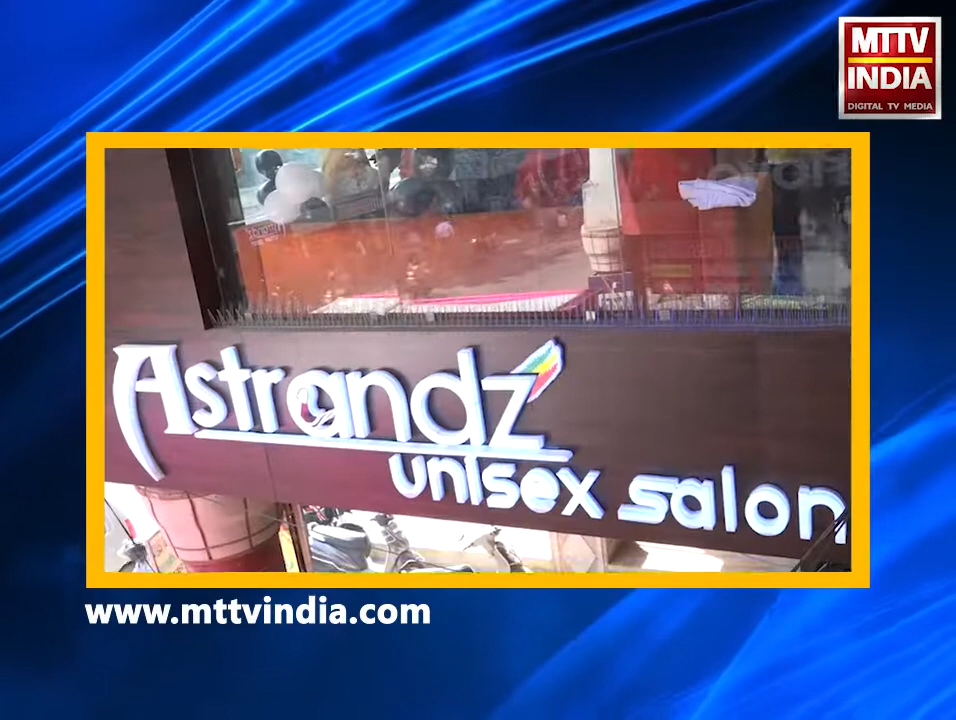 MTTV
INDIA
DIGITAL TV MEDIA
Astrandz
unisex salon
www.mttvindia.com